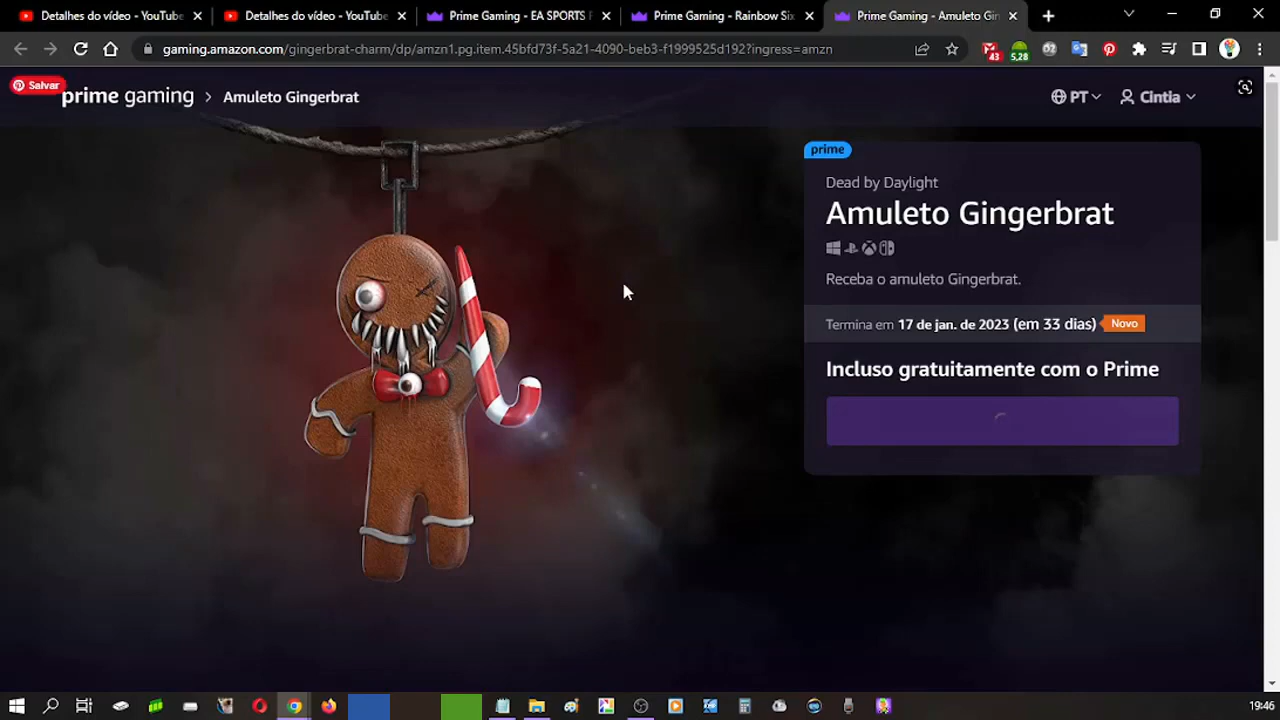 Detalhes do vídeo - YouTube
Detalhes do vídeo - YouTube
Prime Gaming - EA SPORTS F
Prime Gaming - Rainbow Six
Prime Gaming - Amuleto Gin
gaming.amazon.com/gingerbrat-charm/dp/amzn1.pg.item.45bfd73f-5a21-4090-beb3-f1999525d192?ingress=amzn
43
5,28
Salvar
prime gaming
Amuleto Gingerbrat
PT
Cintia
prime
Dead by Daylight
Amuleto Gingerbrat
Receba o amuleto Gingerbrat.
Termina em 17 de jan. de 2023 (em 33 dias) Novo
Incluso gratuitamente com o Prime
19:46